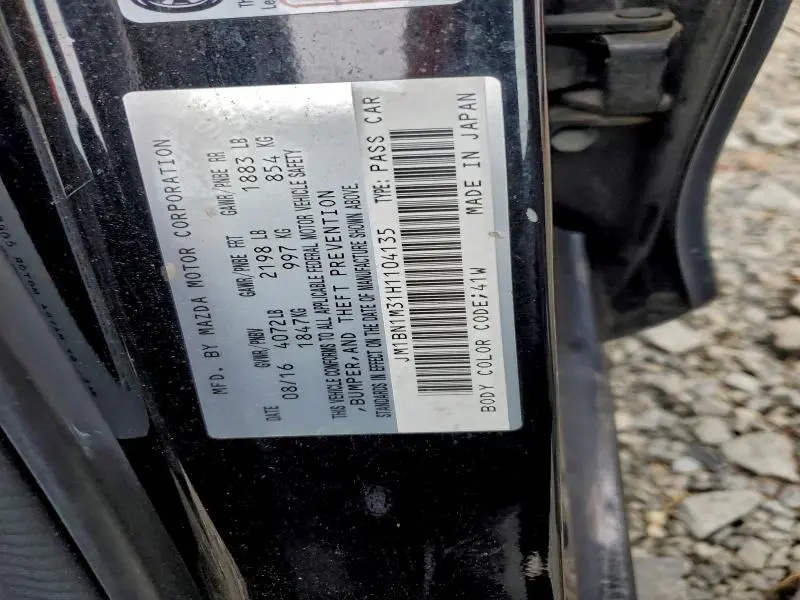 MFD. BY MAZDA MOTOR CORPORATION
DATE GVWR/PNBV GAWR/PNBE FRT GAWR/PNBE RR
08/16 4072LB 2198 LB 1883 LB
1847KG 997 KG 854 KG
THIS VEHICLE CONFORMS TO ALL APPLICABLE FEDERAL MOTOR VEHICLE SAFETY
,BUMPER,AND THEFT PREVENTION
STANDARDS IN EFFECT ON THE DATE OF MANUFACTURE SHOWN ABOVE.
JM1BN1M31H1104135 TYPE: PASS CAR
BODY COLOR CODE;41W MADE IN JAPAN